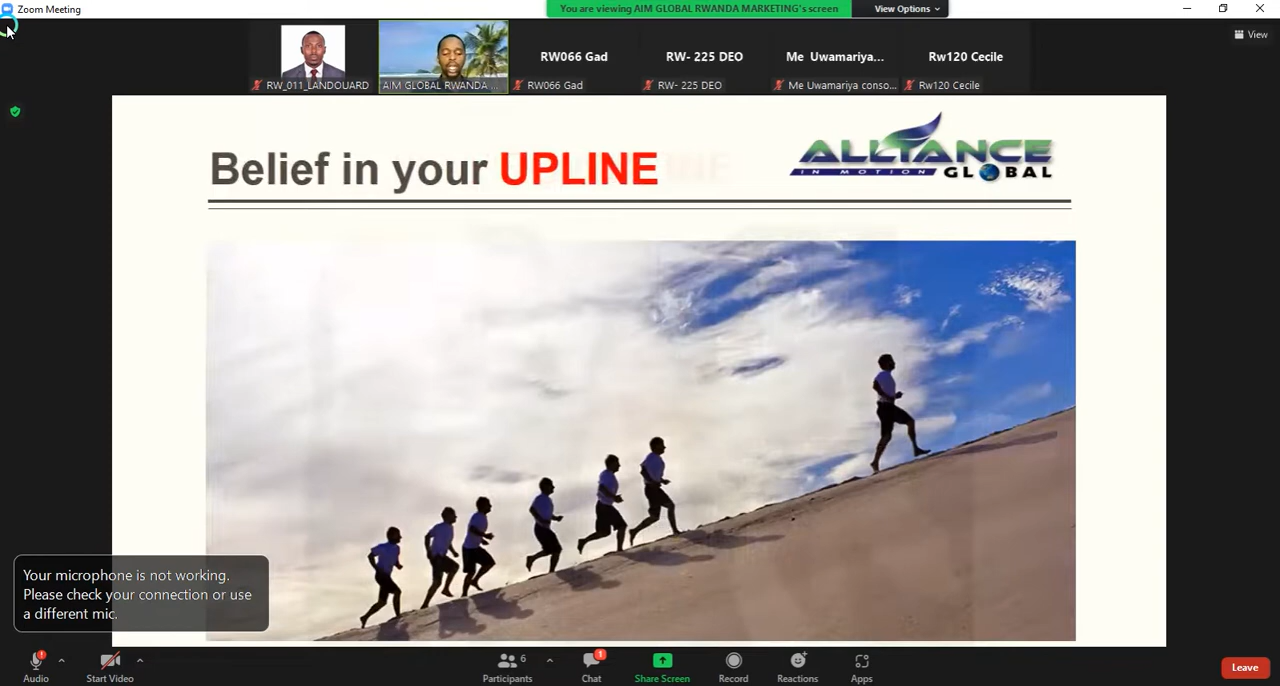 Zoom Meeting
You are viewing AIM GLOBAL RWANDA MARKETING's screen
View Options
View
RW066 Gad
RW- 225 DEO
Me Uwamariya...
Rw120 Cecile
RW_011_LANDOUARD
AIM GLOBAL RWANDA ...
RW066 Gad
RW- 225 DEO
Me Uwamariya conso...
Rw120 Cecile
Belief in your UPLINE
ALLIANCE
IN MOTION GLOBAL
Your microphone is not working.
Please check your connection or use
a different mic.
6
1
Audio
Start Video
Participants
Chat
Share Screen
Record
Reactions
Apps
Leave